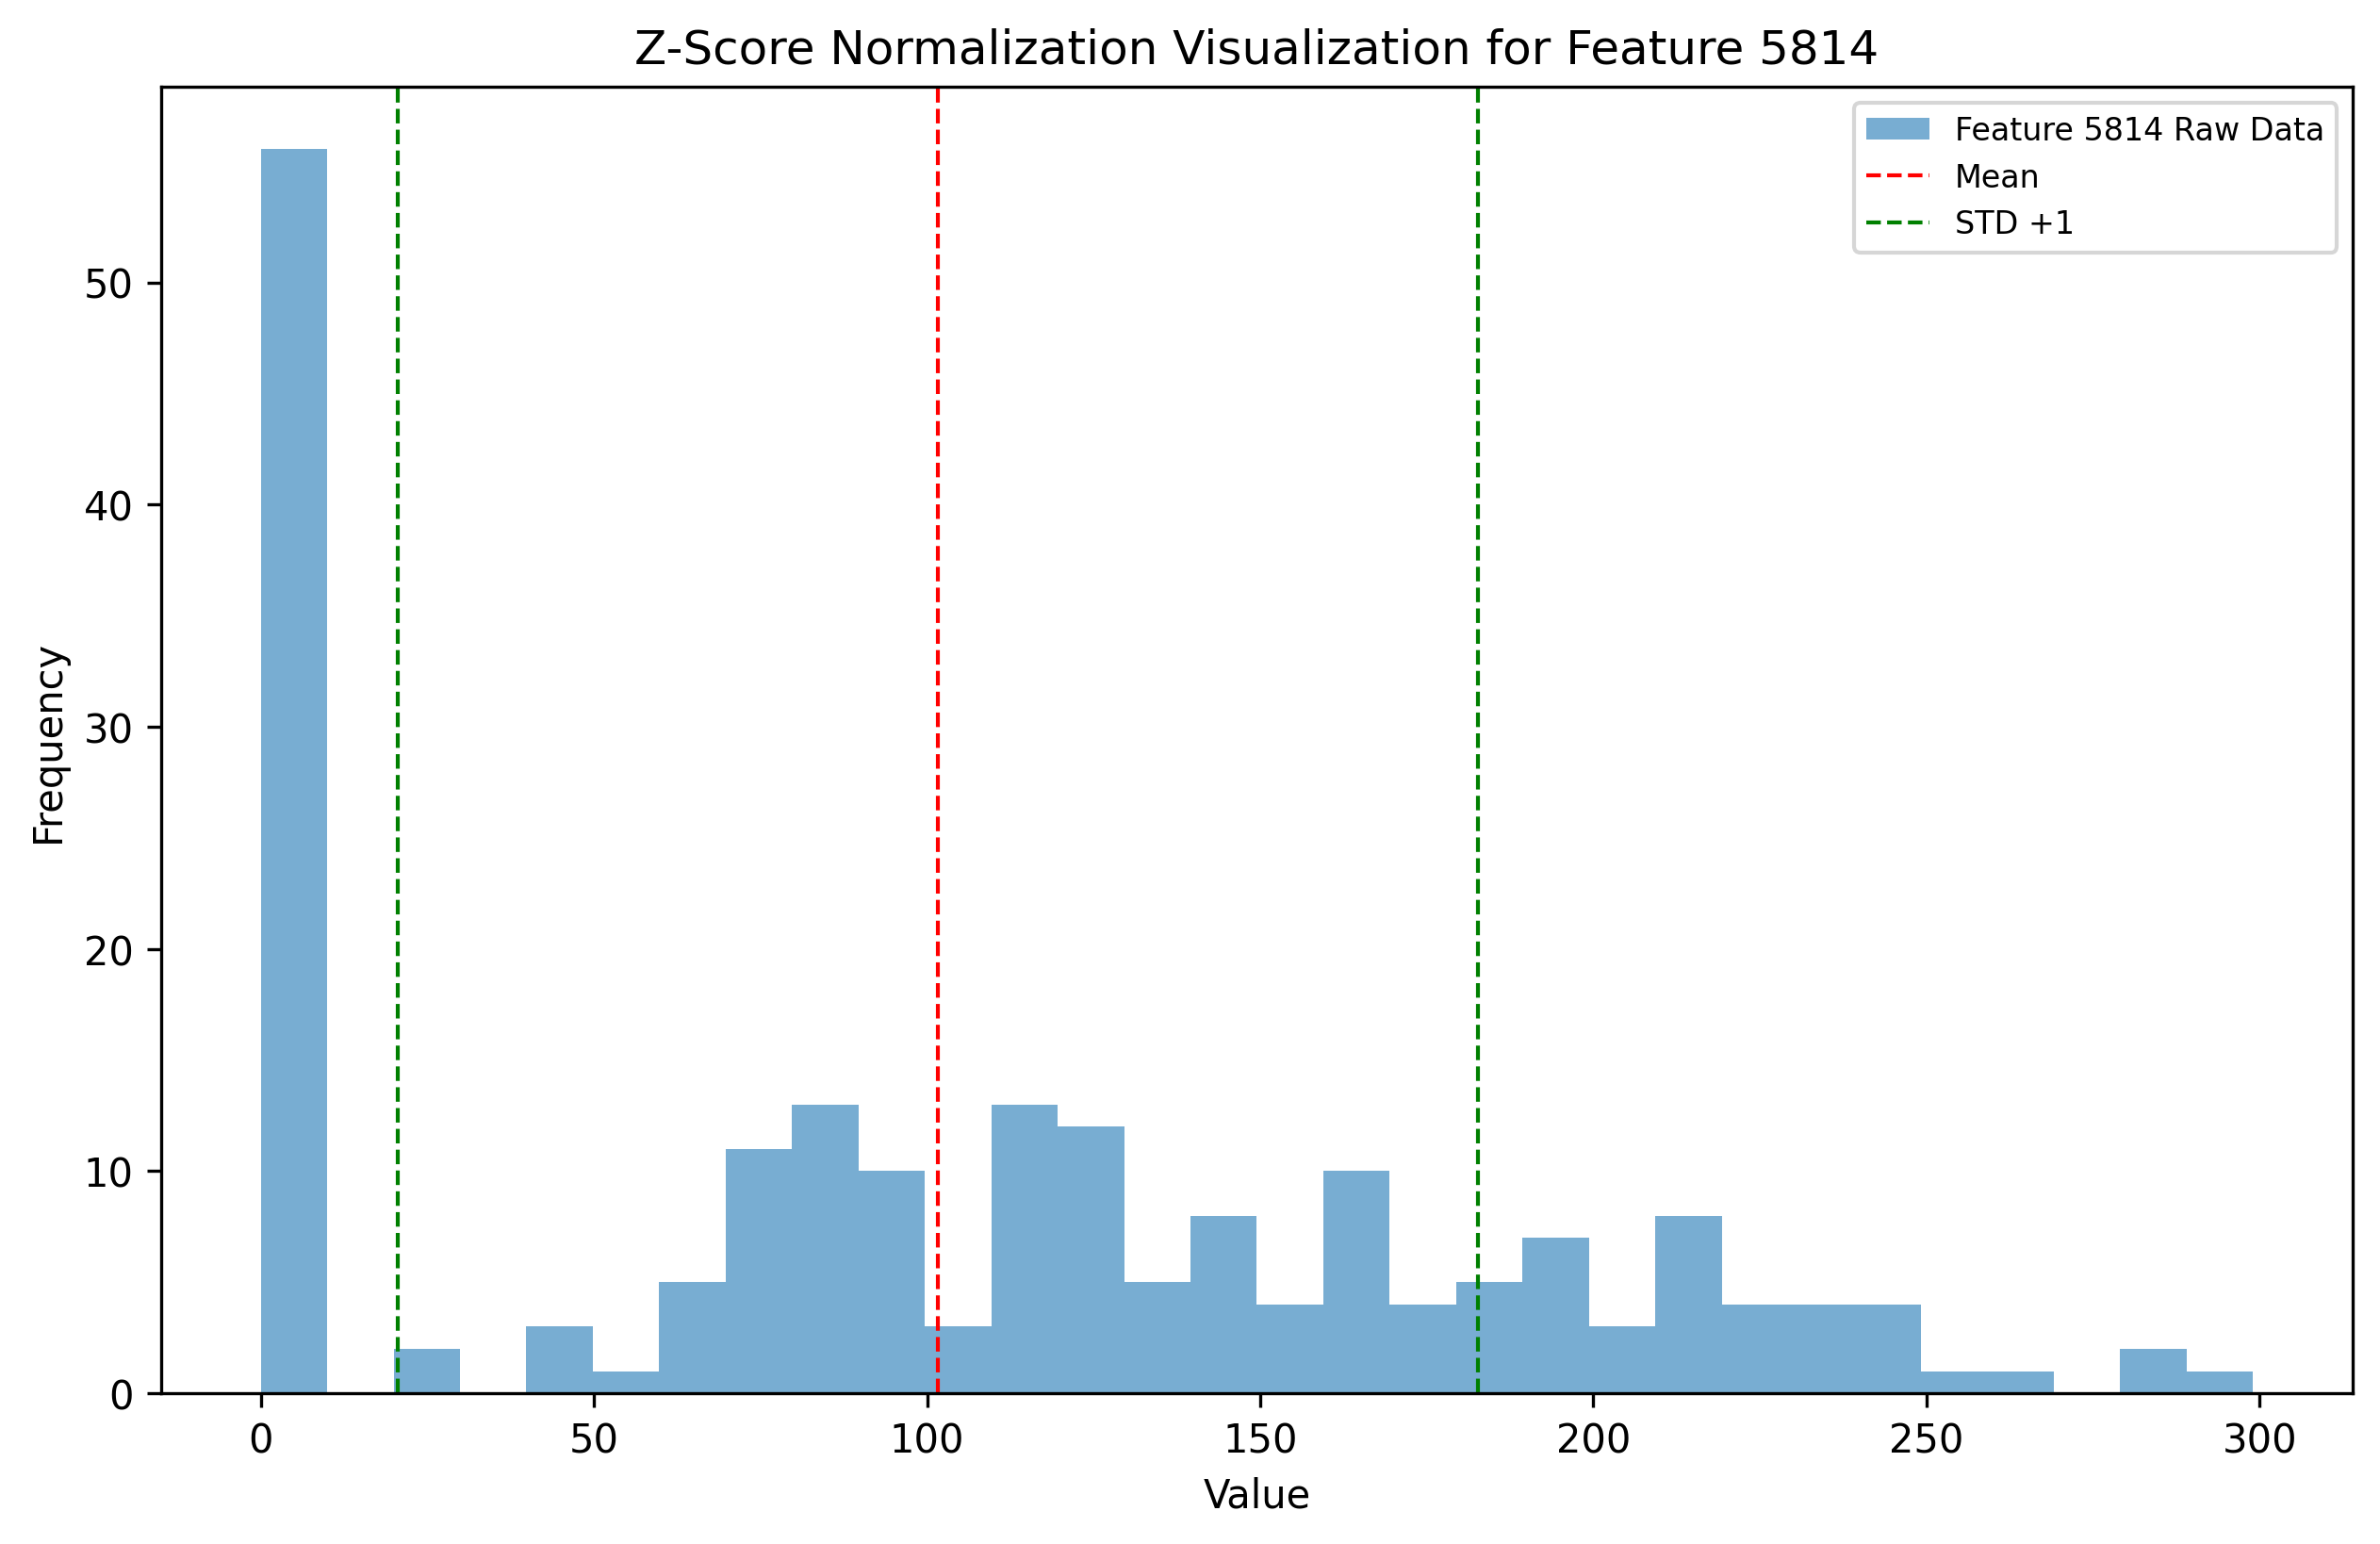 Z-Score Normalization Visualization for Feature 5814
Feature 5814 Raw Data
Mean
STD +1
Frequency
50
40
30
20
10
0
0 50 100 150 200 250 300
Value